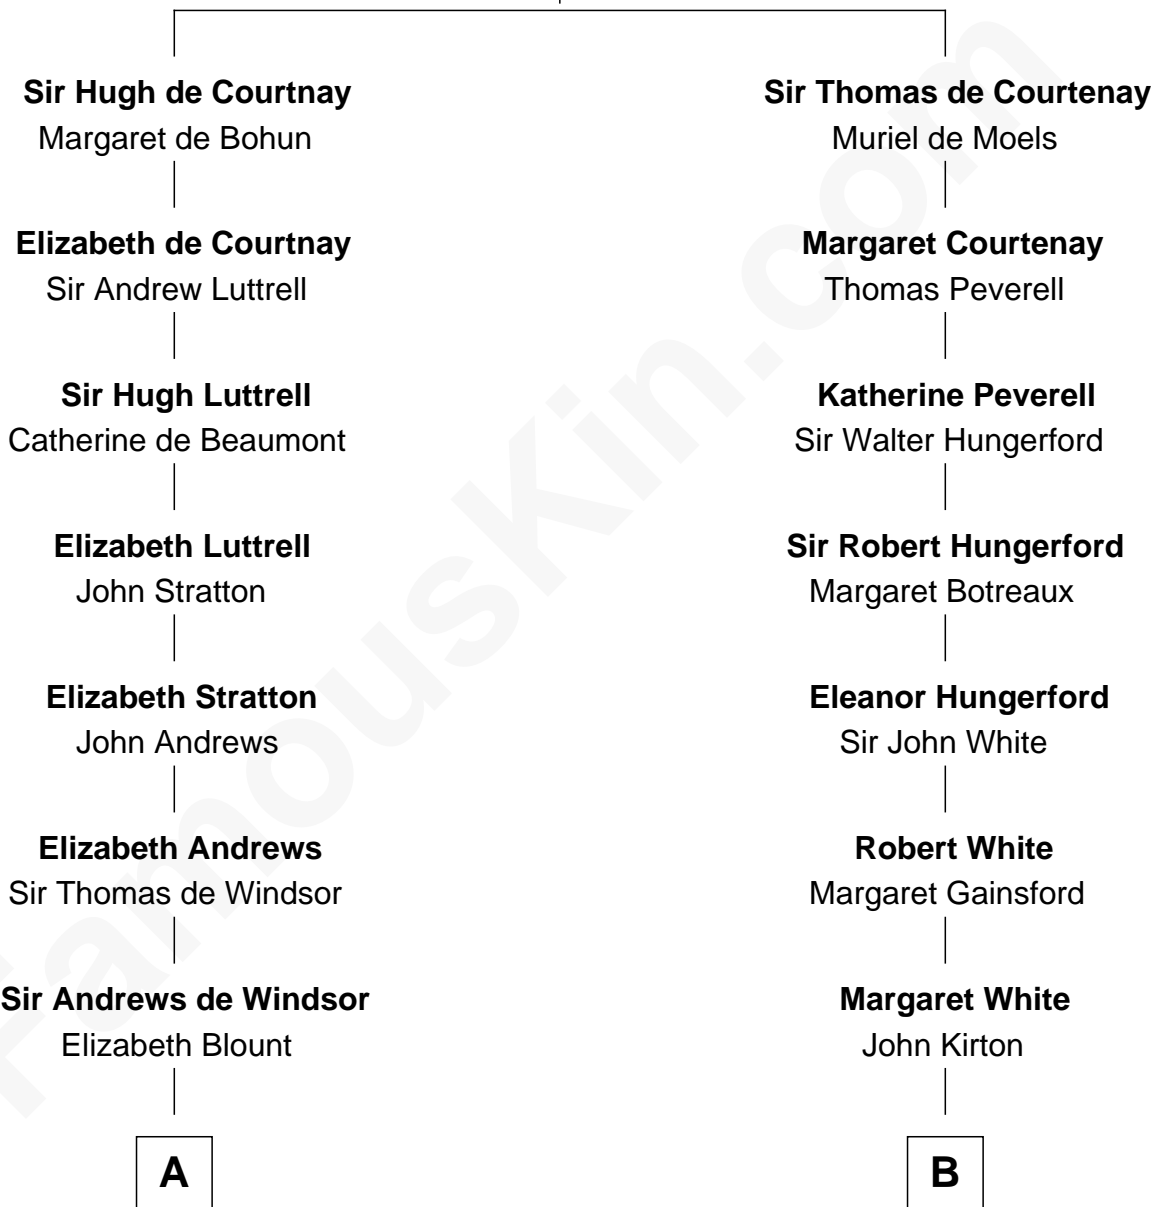 Sir Hugh de Courtnay
Margaret de Bohun
Elizabeth de Courtnay
Sir Andrew Luttrell
Sir Hugh Luttrell
Catherine de Beaumont
Elizabeth Luttrell
John Stratton
Elizabeth Stratton
John Andrews
Elizabeth Andrews
Sir Thomas de Windsor
Sir Andrews de Windsor
Elizabeth Blount
A
Sir Thomas de Courtenay
Muriel de Moels
Margaret Courtenay
Thomas Peverell
Katherine Peverell
Sir Walter Hungerford
Sir Robert Hungerford
Margaret Botreaux
Eleanor Hungerford
Sir John White
Robert White
Margaret Gainsford
Margaret White
John Kirton
B
FamousKin.com